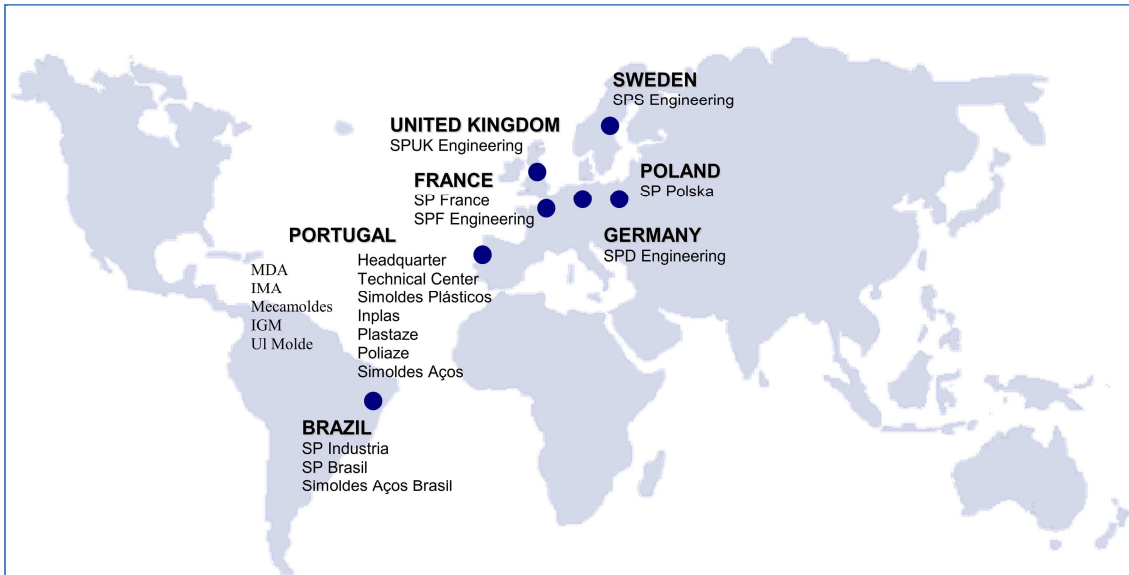 SWEDEN
SPS Engineering
UNITED KINGDOM
SPUK Engineering
FRANCE
SP France
SPF Engineering
POLAND
SP Polska
GERMANY
SPD Engineering
PORTUGAL
Headquarter
Technical Center
Simoldes Plásticos
Inplas
Plastaze
Poliaze
Simoldes Aços
MDA
IMA
Mecamoldes
IGM
Ul Molde
BRAZIL
SP Industria
SP Brasil
Simoldes Aços Brasil